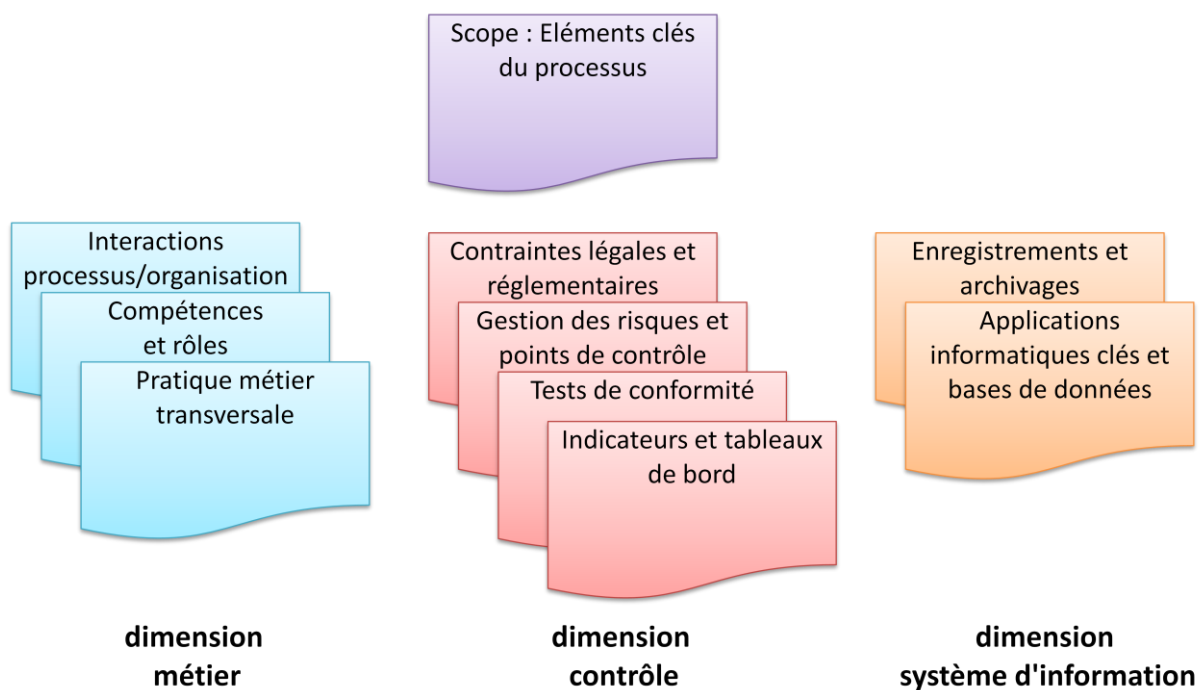 Scope : Eléments clés
du processus
Interactions
processus/organisation
Compétences
et rôles
Pratique métier
transversale
Contraintes légales et
réglementaires
Gestion des risques et
points de contrôle
Tests de conformité
Indicateurs et tableaux
de bord
Enregistrements et
archivages
Applications
informatiques clés et
bases de données
dimension
métier
dimension
contrôle
dimension
système d'information